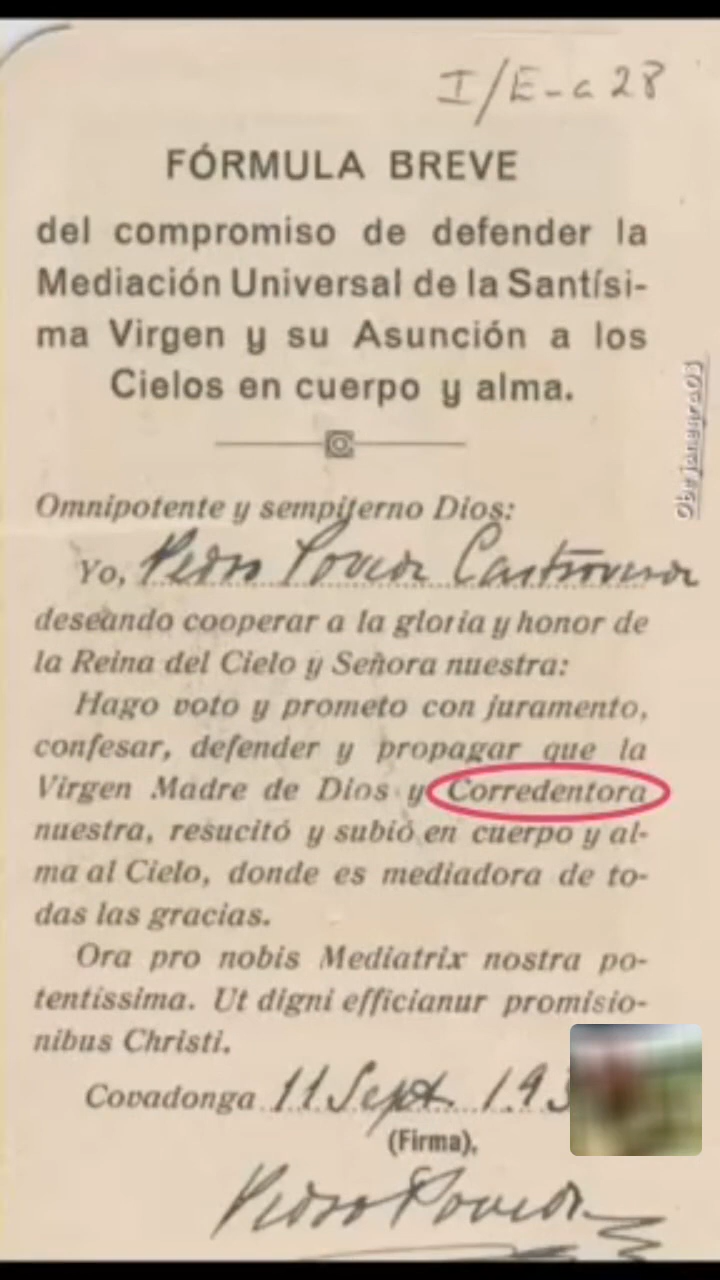 I/E-a 28
FÓRMULA BREVE
del compromiso de defender la
Mediación Universal de la Santísi-
ma Virgen y su Asunción a los
Cielos en cuerpo y alma.
Omnipotente y sempiterno Dios:
Yo, Pedro Poveda Castroverde
deseando cooperar a la gloria y honor de
la Reina del Cielo y Señora nuestra:
Hago voto y prometo con juramento,
confesar, defender y propagar que la
Virgen Madre de Dios y Corredentora
nuestra, resucitó y subió en cuerpo y al-
ma al Cielo, donde es mediadora de to-
das las gracias.
Ora pro nobis Mediatrix nostra po-
tentissima. Ut digni efficianur promisio-
nibus Christi.
Covadonga 11 Sept. 193
(Firma),
Pedro Poveda